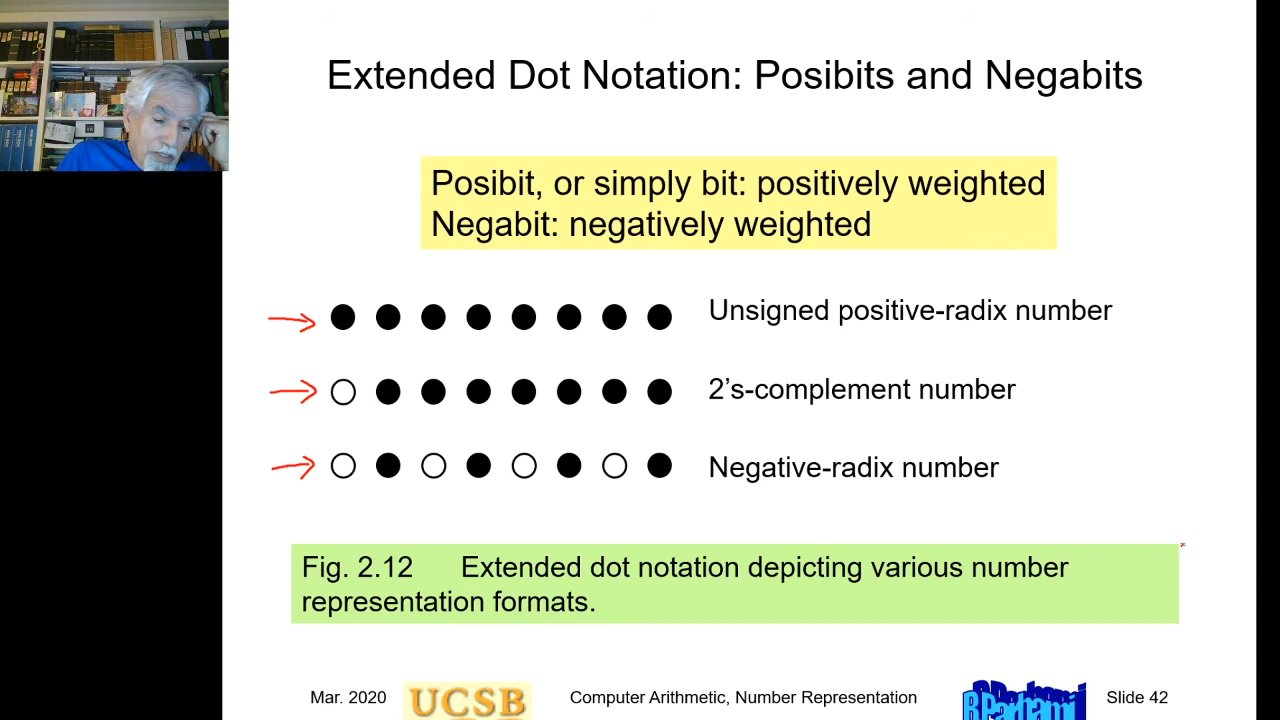 Extended Dot Notation: Posibits and Negabits
Posibit, or simply bit: positively weighted
Negabit: negatively weighted
Unsigned positive-radix number
2’s-complement number
Negative-radix number
Fig. 2.12 Extended dot notation depicting various number
representation formats.
Mar. 2020 UCSB Computer Arithmetic, Number Representation B Parhami Slide 42